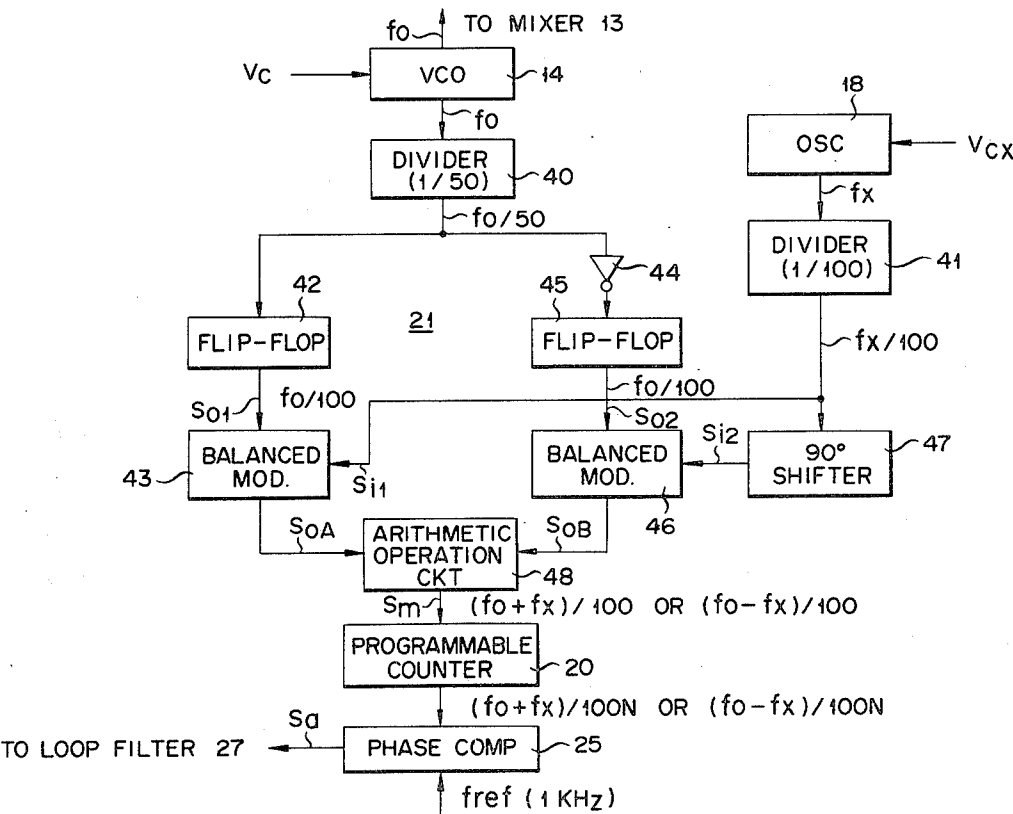 fo TO MIXER 13
Vc VCO 14
fo
18
OSC
Vcx
fx
DIVIDER
(1/50)
40
fo/50
DIVIDER
(1/100)
41
fx/100
44
42
FLIP-FLOP
21
45
FLIP-FLOP
So1 fo/100
fo/100
So2
43
BALANCED
MOD.
Si1
BALANCED
MOD.
46
Si2
90°
SHIFTER
47
SoA
SoB
ARITHMETIC
OPERATION
CKT
48
Sm (fo+fx)/100 OR (fo-fx)/100
PROGRAMMABLE
COUNTER
20
(fo+fx)/100N OR (fo-fx)/100N
Sa
TO LOOP FILTER 27
PHASE COMP
25
fref (1 KHz)